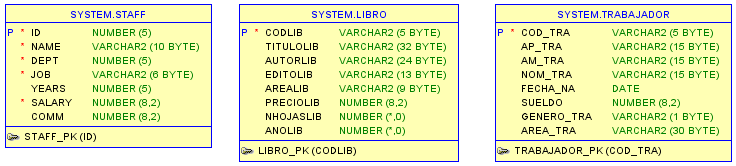 SYSTEM.STAFF
P * ID NUMBER (5)
* NAME VARCHAR2 (10 BYTE)
* DEPT NUMBER (5)
* JOB VARCHAR2 (6 BYTE)
YEARS NUMBER (5)
* SALARY NUMBER (8,2)
COMM NUMBER (8,2)
STAFF_PK (ID)
SYSTEM.LIBRO
P * CODLIB VARCHAR2 (5 BYTE)
TITULOLIB VARCHAR2 (32 BYTE)
AUTORLIB VARCHAR2 (24 BYTE)
EDITOLIB VARCHAR2 (13 BYTE)
AREALIB VARCHAR2 (9 BYTE)
PRECIOLIB NUMBER (8,2)
NHOJASLIB NUMBER (*,0)
ANOLIB NUMBER (*,0)
LIBRO_PK (CODLIB)
SYSTEM.TRABAJADOR
P * COD_TRA VARCHAR2 (5 BYTE)
AP_TRA VARCHAR2 (15 BYTE)
AM_TRA VARCHAR2 (15 BYTE)
NOM_TRA VARCHAR2 (15 BYTE)
FECHA_NA DATE
SUELDO NUMBER (8,2)
GENERO_TRA VARCHAR2 (1 BYTE)
AREA_TRA VARCHAR2 (30 BYTE)
TRABAJADOR_PK (COD_TRA)